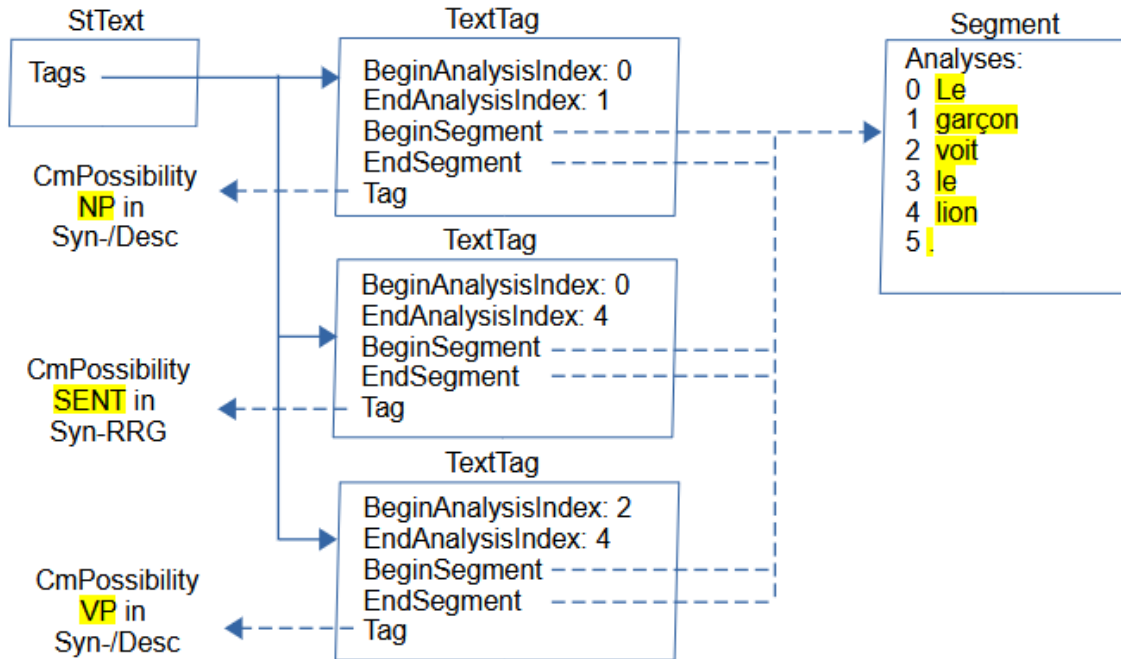 StText
Tags
TextTag
BeginAnalysisIndex: 0
EndAnalysisIndex: 1
BeginSegment
EndSegment
Tag
Segment
Analyses:
0 Le
1 garçon
2 voit
3 le
4 lion
5 .
CmPossibility
NP in
Syn-/Desc
TextTag
BeginAnalysisIndex: 0
EndAnalysisIndex: 4
BeginSegment
EndSegment
Tag
CmPossibility
SENT in
Syn-RRG
TextTag
BeginAnalysisIndex: 2
EndAnalysisIndex: 4
BeginSegment
EndSegment
Tag
CmPossibility
VP in
Syn-/Desc